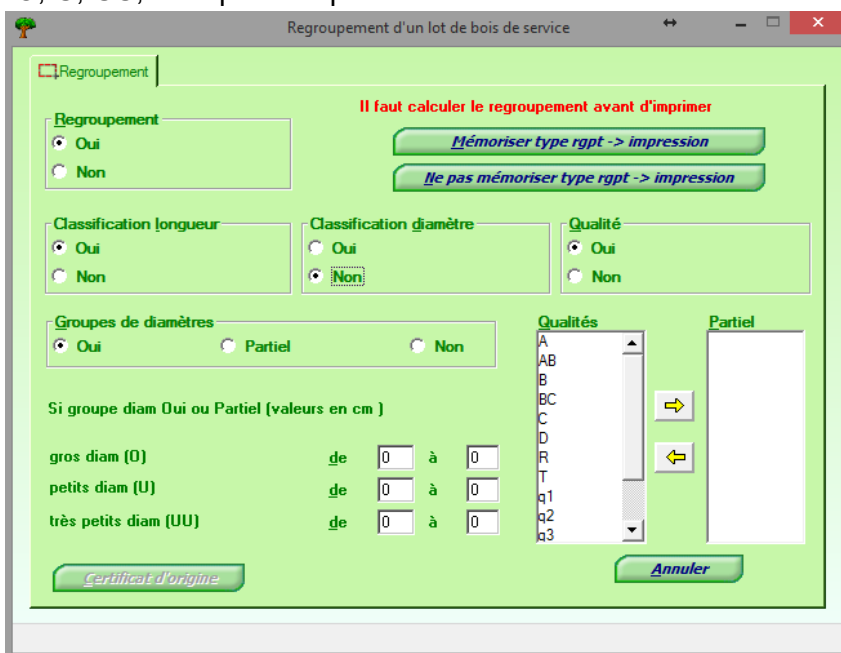 Regroupement d'un lot de bois de service
Regroupement
Il faut calculer le regroupement avant d'imprimer
Regroupement
Oui
Non
Mémoriser type rgpt -> impression
Ne pas mémoriser type rgpt -> impression
Classification longueur
Oui
Non
Classification diamètre
Oui
Non
Qualité
Oui
Non
Groupes de diamètres
Oui Partiel Non
Qualités
A
AB
B
BC
C
D
R
T
q1
q2
q3
Partiel
Si groupe diam Oui ou Partiel (valeurs en cm )
gros diam (O) de 0 à 0
petits diam (U) de 0 à 0
très petits diam (UU) de 0 à 0
Certificat d'origine
Annuler